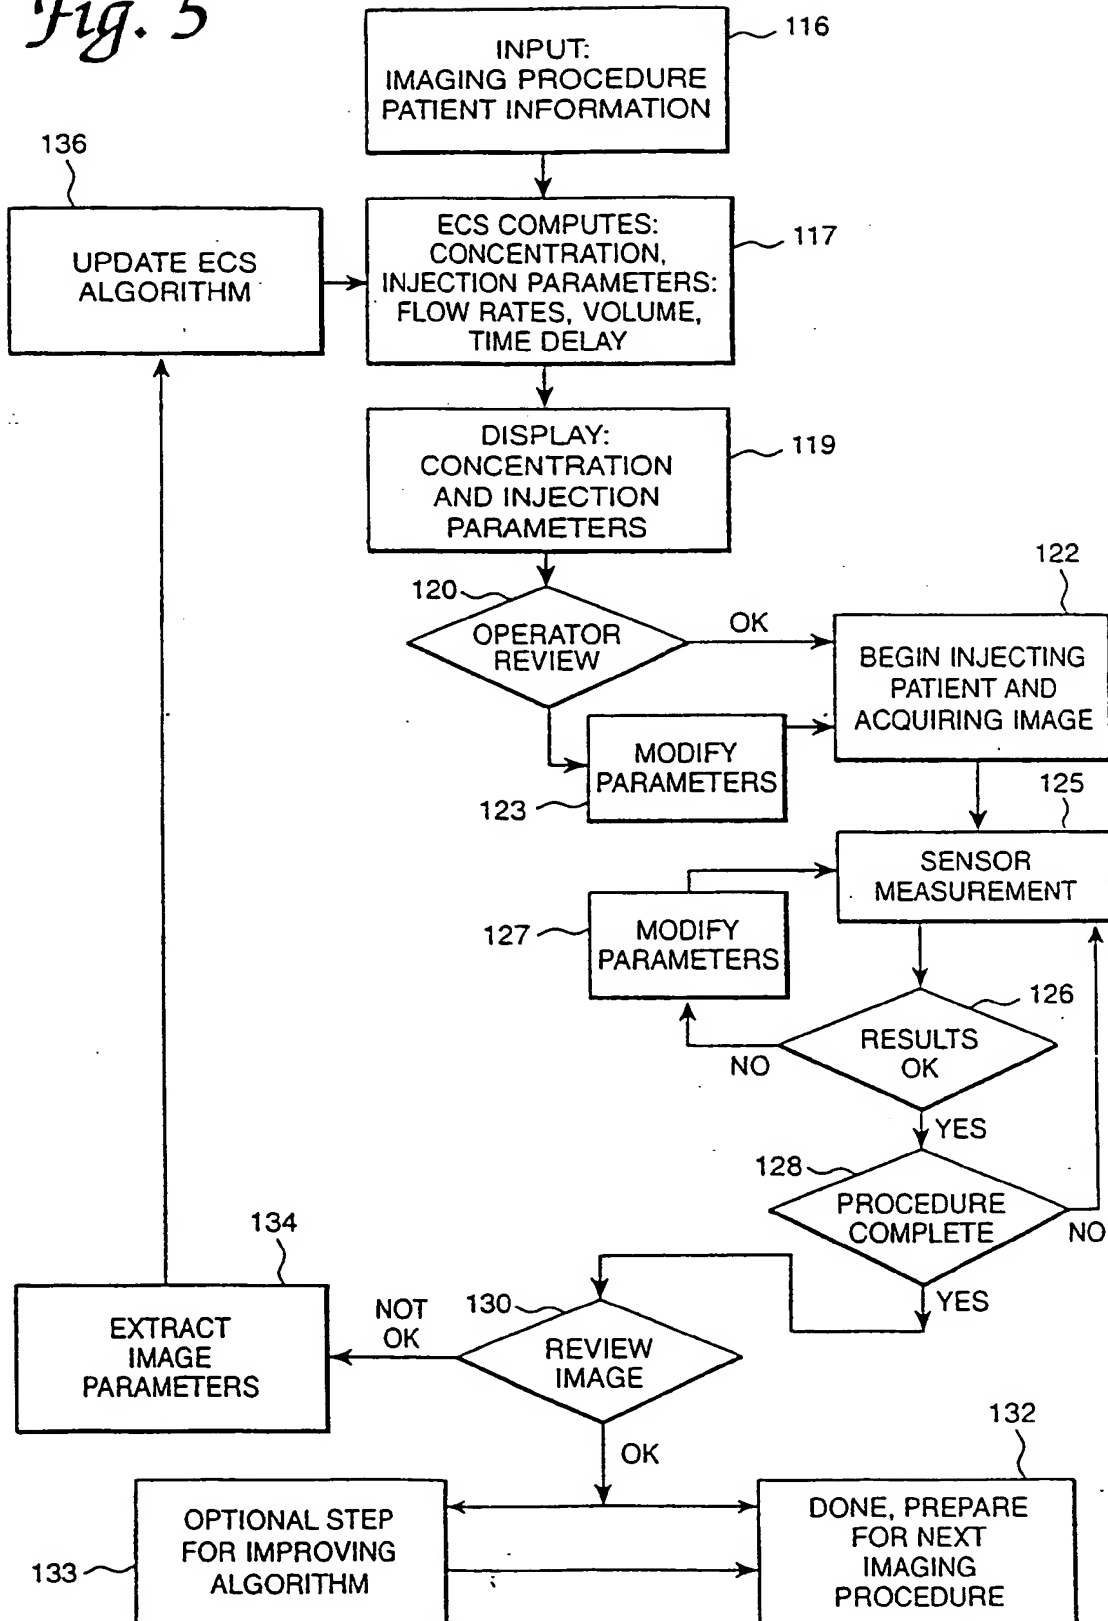 Fig. 5
116
INPUT:
IMAGING PROCEDURE
PATIENT INFORMATION
136
UPDATE ECS
ALGORITHM
117
ECS COMPUTES:
CONCENTRATION,
INJECTION PARAMETERS:
FLOW RATES, VOLUME,
TIME DELAY
119
DISPLAY:
CONCENTRATION
AND INJECTION
PARAMETERS
120
OPERATOR
REVIEW
OK
122
BEGIN INJECTING
PATIENT AND
ACQUIRING IMAGE
MODIFY
PARAMETERS
123
125
SENSOR
MEASUREMENT
127
MODIFY
PARAMETERS
126
RESULTS
OK
NO
YES
128
PROCEDURE
COMPLETE
NO
YES
134
EXTRACT
IMAGE
PARAMETERS
NOT
OK
130
REVIEW
IMAGE
OK
132
DONE, PREPARE
FOR NEXT
IMAGING
PROCEDURE
OPTIONAL STEP
FOR IMPROVING
ALGORITHM
133